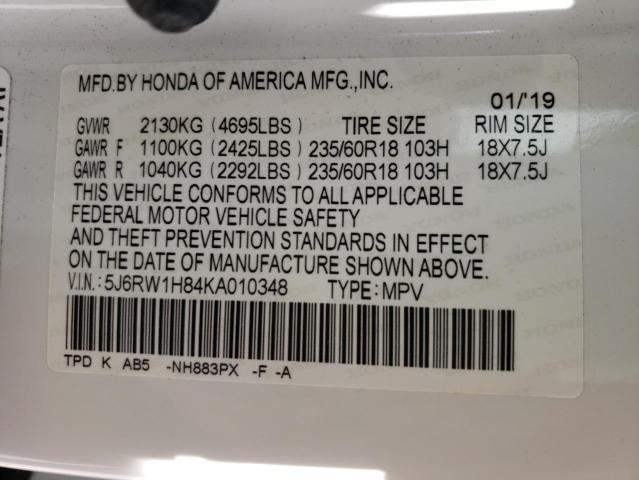 MFD.BY HONDA OF AMERICA MFG.,INC.
01/'19
GVWR 2130KG (4695LBS) TIRE SIZE RIM SIZE
GAWR F 1100KG (2425LBS) 235/60R18 103H 18X7.5J
GAWR R 1040KG (2292LBS) 235/60R18 103H 18X7.5J
THIS VEHICLE CONFORMS TO ALL APPLICABLE
FEDERAL MOTOR VEHICLE SAFETY
AND THEFT PREVENTION STANDARDS IN EFFECT
ON THE DATE OF MANUFACTURE SHOWN ABOVE.
V.I.N.: 5J6RW1H84KA010348 TYPE: MPV
TPD K AB5 -NH883PX -F -A